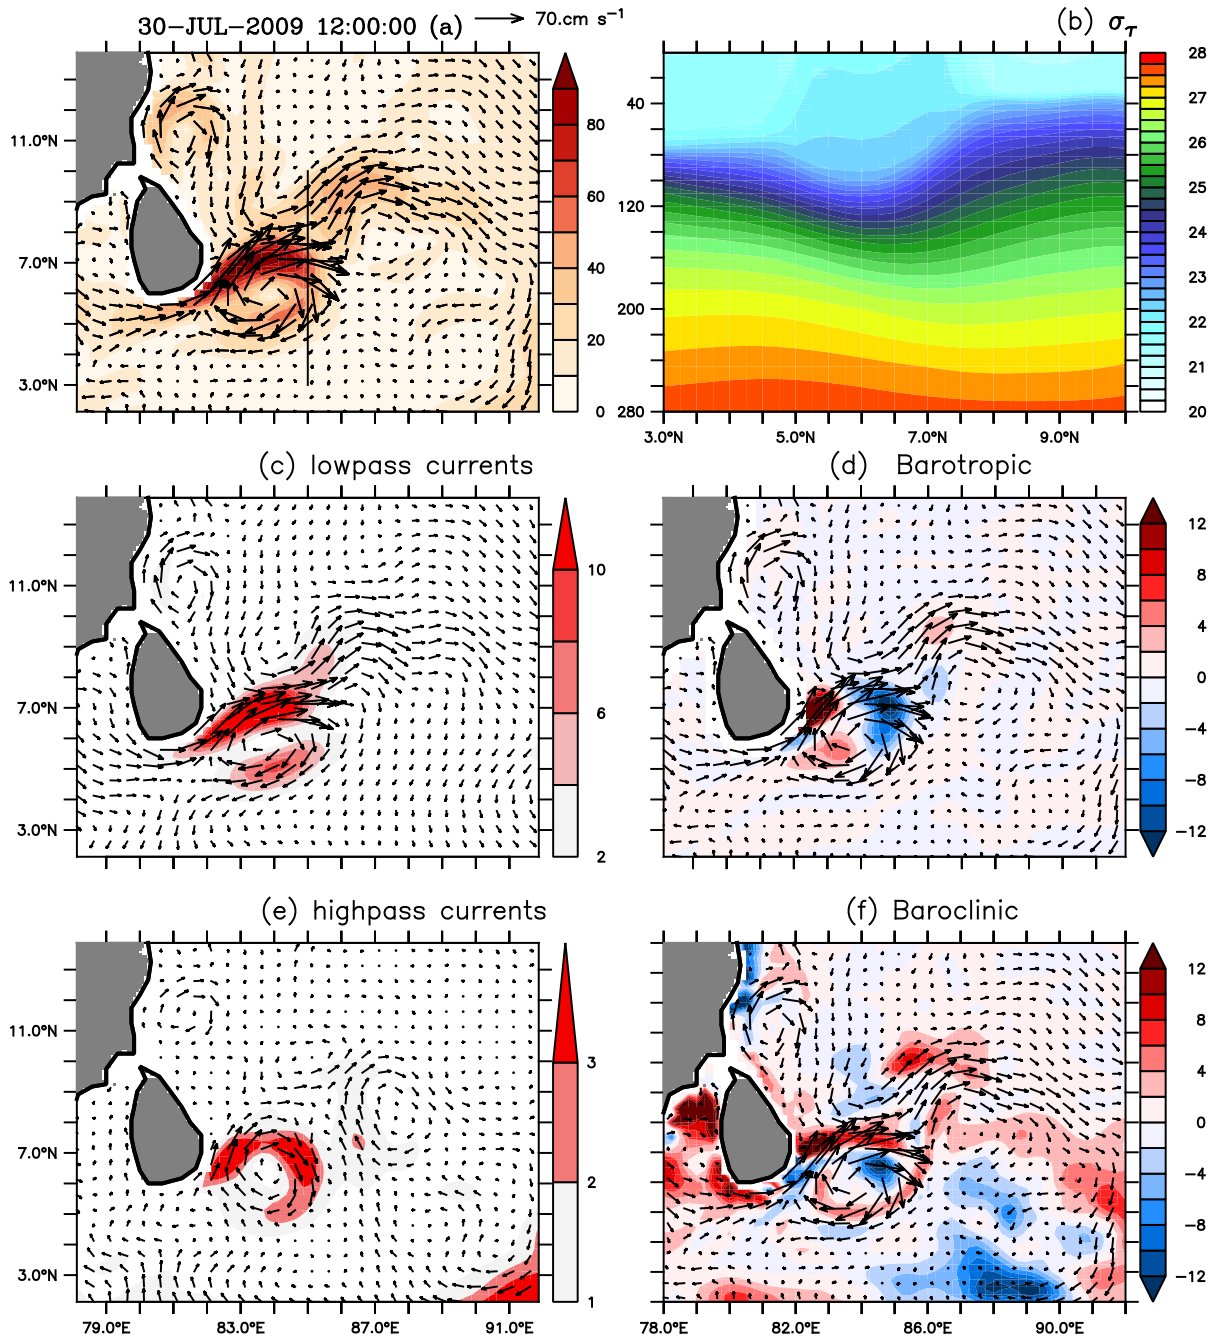 30-JUL-2009 12:00:00 (a)
70.cm s⁻¹
(b) σ_τ
11.0°N
7.0°N
3.0°N
80
60
40
20
0
40
120
200
280
3.0°N 5.0°N 7.0°N 9.0°N
28
27
26
25
24
23
22
21
20
(c) lowpass currents
(d) Barotropic
11.0°N
7.0°N
3.0°N
10
6
2
12
8
4
0
−4
−8
−12
(e) highpass currents
(f) Baroclinic
11.0°N
7.0°N
3.0°N
79.0°E 83.0°E 87.0°E 91.0°E
3
2
1
78.0°E 82.0°E 86.0°E 90.0°E
12
8
4
0
−4
−8
−12